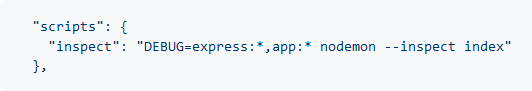 "scripts": {
"inspect": "DEBUG=express:*,app:* nodemon --inspect index"
},